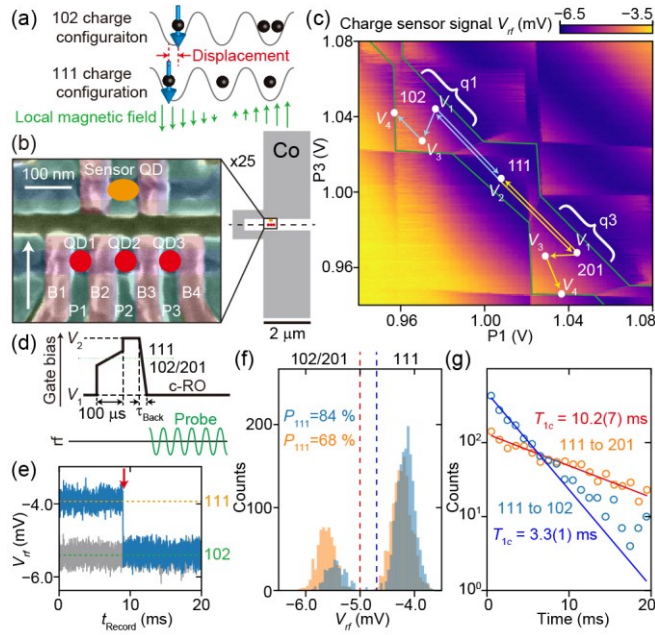 (a)
102 charge
configuraiton
Displacement
111 charge
configuration
Local magnetic field
(b)
100 nm
Sensor QD
QD1 QD2 QD3
B1 B2 B3 B4
P1 P2 P3
x25
Co
2 μm
(c)
Charge sensor signal Vrf (mV)
−6.5 −3.5
1.08
1.04
1.00
0.96
P3 (V)
0.96 1.00 1.04 1.08
P1 (V)
102
q1
V1
V4
V3
111
V2
q3
V1
V3
201
V4
(d)
Gate bias
V2
V1
111
102/201
c-RO
100 μs
τBack
Probe
rf
(e)
Vrf (mV)
−4.0
−6.0
111
102
0 10 20
tRecord (ms)
(f)
102/201 111
P111=84 %
P111=68 %
Counts
200
100
0
−6.0 −5.0 −4.0
Vrf (mV)
(g)
Counts
10²
10¹
10⁰
T1c = 10.2(7) ms
111 to 201
111 to 102
T1c = 3.3(1) ms
0 5 10 15 20
Time (ms)